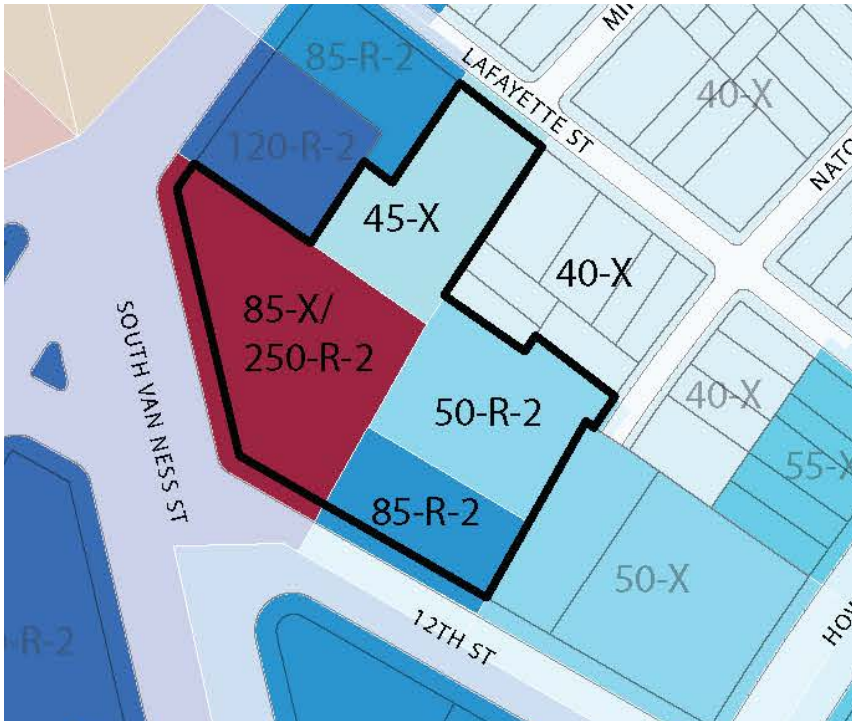 85-R-2
LAFAYETTE ST
40-X
120-R-2
45-X
40-X
85-X/
250-R-2
SOUTH VAN NESS ST
50-R-2
40-X
55-X
85-R-2
50-X
12TH ST
R-2